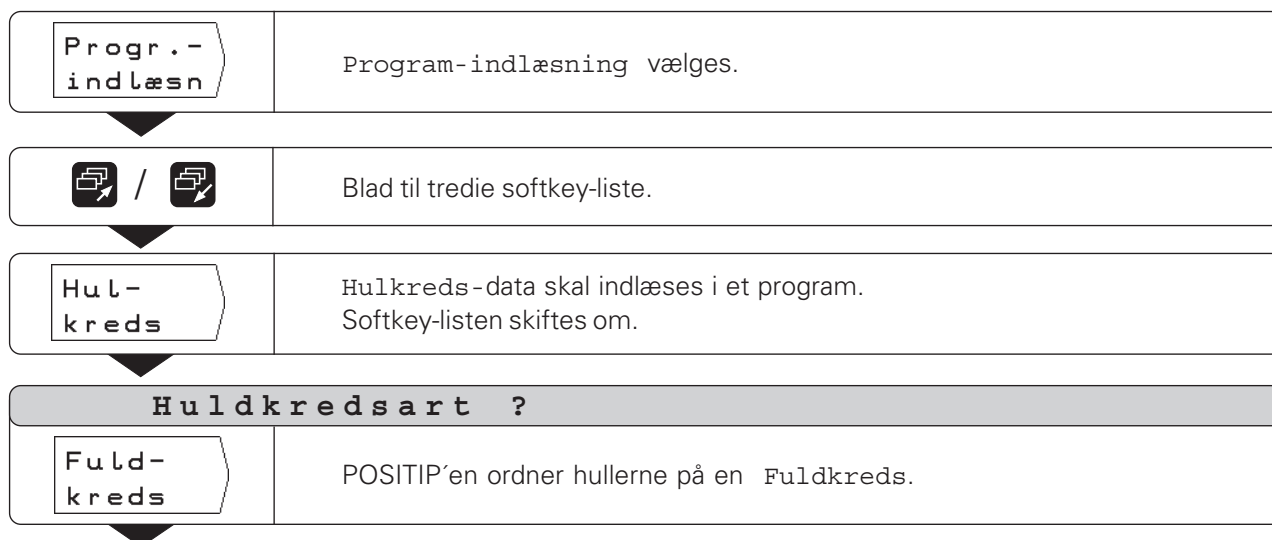 Progr.-
indlæsn
Program-indlæsning vælges.
/
Blad til tredie softkey-liste.
Hul-
kreds
Hulkreds-data skal indlæses i et program.
Softkey-listen skiftes om.
Huldkredsart ?
Fuld-
kreds
POSITIP´en ordner hullerne på en Fuldkreds.